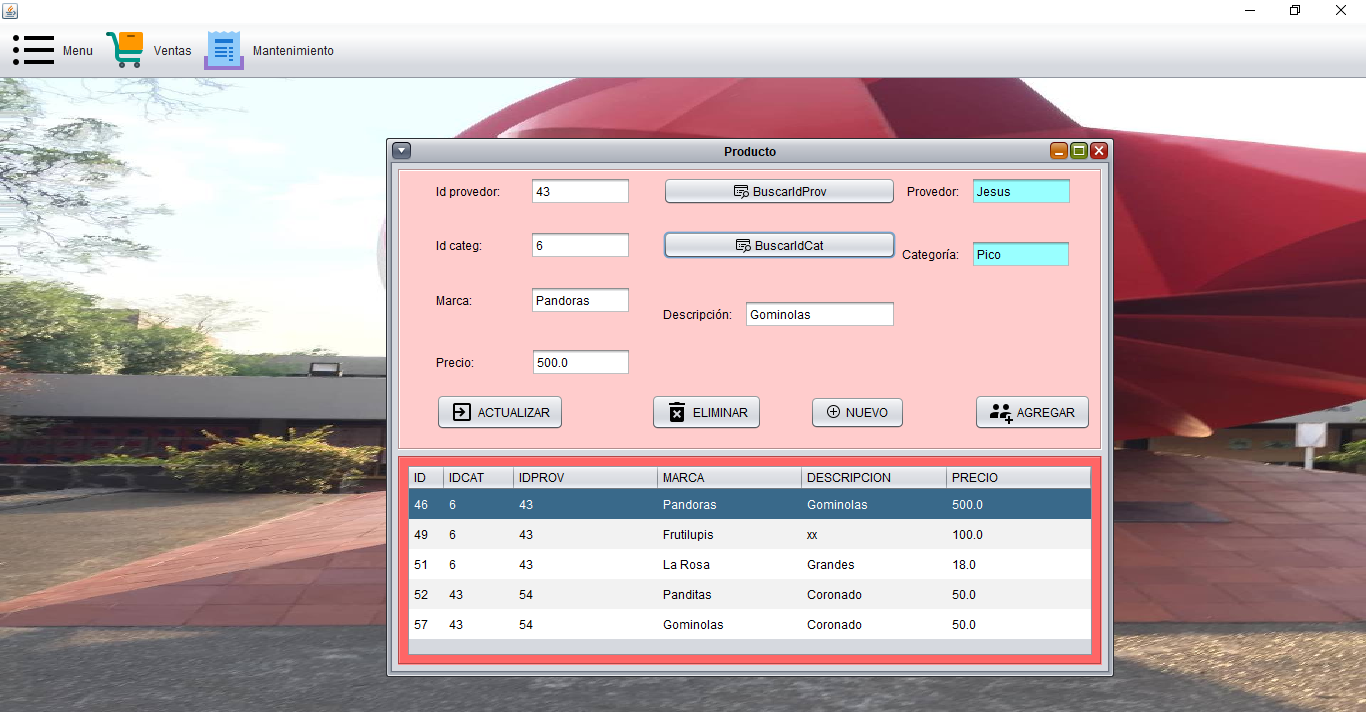 Menu Ventas Mantenimiento
Producto
Id provedor: 43 BuscarIdProv Provedor: Jesus
Id categ: 6 BuscarIdCat Categoría: Pico
Marca: Pandoras Descripción: Gominolas
Precio: 500.0
ACTUALIZAR ELIMINAR NUEVO AGREGAR
ID IDCAT IDPROV MARCA DESCRIPCION PRECIO
46 6 43 Pandoras Gominolas 500.0
49 6 43 Frutilupis xx 100.0
51 6 43 La Rosa Grandes 18.0
52 43 54 Panditas Coronado 50.0
57 43 54 Gominolas Coronado 50.0